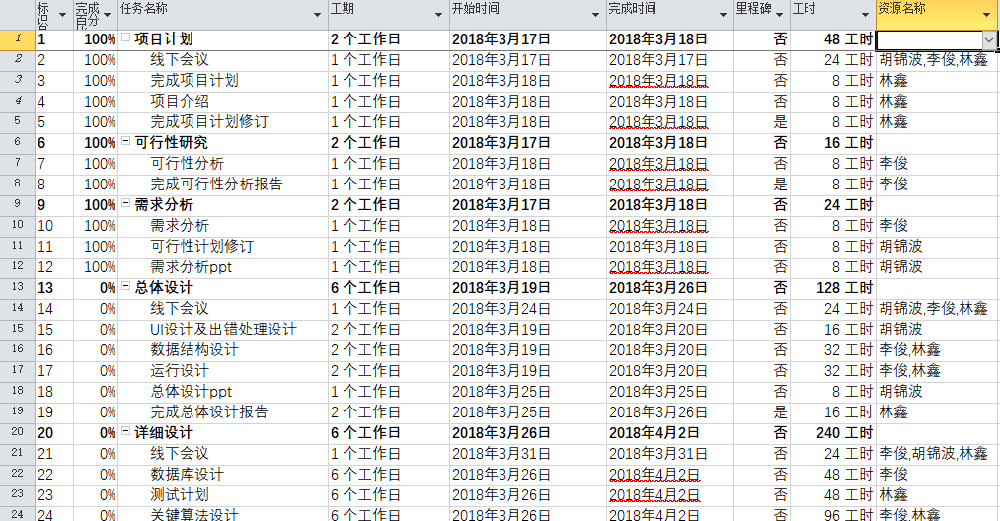 标识号 完成百分 任务名称 工期 开始时间 完成时间 里程碑 工时 资源名称
1 1 100% 项目计划 2 个工作日 2018年3月17日 2018年3月18日 否 48 工时
2 2 100% 线下会议 1 个工作日 2018年3月17日 2018年3月17日 否 24 工时 胡锦波,李俊,林鑫
3 3 100% 完成项目计划 1 个工作日 2018年3月18日 2018年3月18日 否 8 工时 林鑫
4 4 100% 项目介绍 1 个工作日 2018年3月18日 2018年3月18日 否 8 工时 林鑫
5 5 100% 完成项目计划修订 1 个工作日 2018年3月18日 2018年3月18日 是 8 工时 林鑫
6 6 100% 可行性研究 2 个工作日 2018年3月17日 2018年3月18日 否 16 工时
7 7 100% 可行性分析 1 个工作日 2018年3月18日 2018年3月18日 否 8 工时 李俊
8 8 100% 完成可行性分析报告 1 个工作日 2018年3月18日 2018年3月18日 是 8 工时 李俊
9 9 100% 需求分析 2 个工作日 2018年3月17日 2018年3月18日 否 24 工时
10 10 100% 需求分析 1 个工作日 2018年3月18日 2018年3月18日 否 8 工时 李俊
11 11 100% 可行性计划修订 1 个工作日 2018年3月18日 2018年3月18日 否 8 工时 胡锦波
12 12 100% 需求分析ppt 1 个工作日 2018年3月18日 2018年3月18日 否 8 工时 胡锦波
13 13 0% 总体设计 6 个工作日 2018年3月19日 2018年3月26日 否 128 工时
14 14 0% 线下会议 1 个工作日 2018年3月24日 2018年3月24日 否 24 工时 胡锦波,李俊,林鑫
15 15 0% UI设计及出错处理设计 2 个工作日 2018年3月19日 2018年3月20日 否 16 工时 胡锦波
16 16 0% 数据结构设计 2 个工作日 2018年3月19日 2018年3月20日 否 32 工时 李俊,林鑫
17 17 0% 运行设计 2 个工作日 2018年3月19日 2018年3月20日 否 32 工时 李俊,林鑫
18 18 0% 总体设计ppt 1 个工作日 2018年3月25日 2018年3月25日 否 8 工时 胡锦波
19 19 0% 完成总体设计报告 2 个工作日 2018年3月25日 2018年3月26日 是 16 工时 林鑫
20 20 0% 详细设计 6 个工作日 2018年3月26日 2018年4月2日 否 240 工时
21 21 0% 线下会议 1 个工作日 2018年3月31日 2018年3月31日 否 24 工时 李俊,胡锦波,林鑫
22 22 0% 数据库设计 6 个工作日 2018年3月26日 2018年4月2日 否 48 工时 李俊
23 23 0% 测试计划 6 个工作日 2018年3月26日 2018年4月2日 否 48 工时 林鑫
24 24 0% 关键算法设计 6 个工作日 2018年3月26日 2018年4月2日 否 96 工时 李俊,林鑫